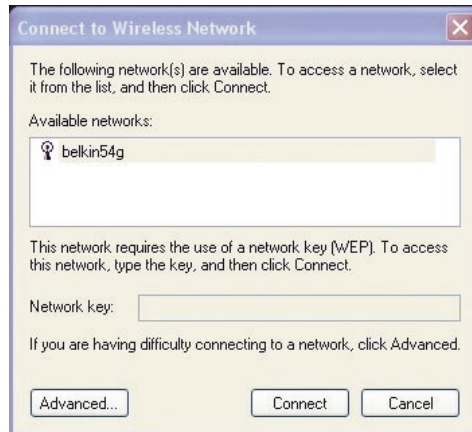 Connect to Wireless Network
The following network(s) are available. To access a network, select
it from the list, and then click Connect.
Available networks:
belkin54g
This network requires the use of a network key (WEP). To access
this network, type the key, and then click Connect.
Network key:
If you are having difficulty connecting to a network, click Advanced.
Advanced... Connect Cancel